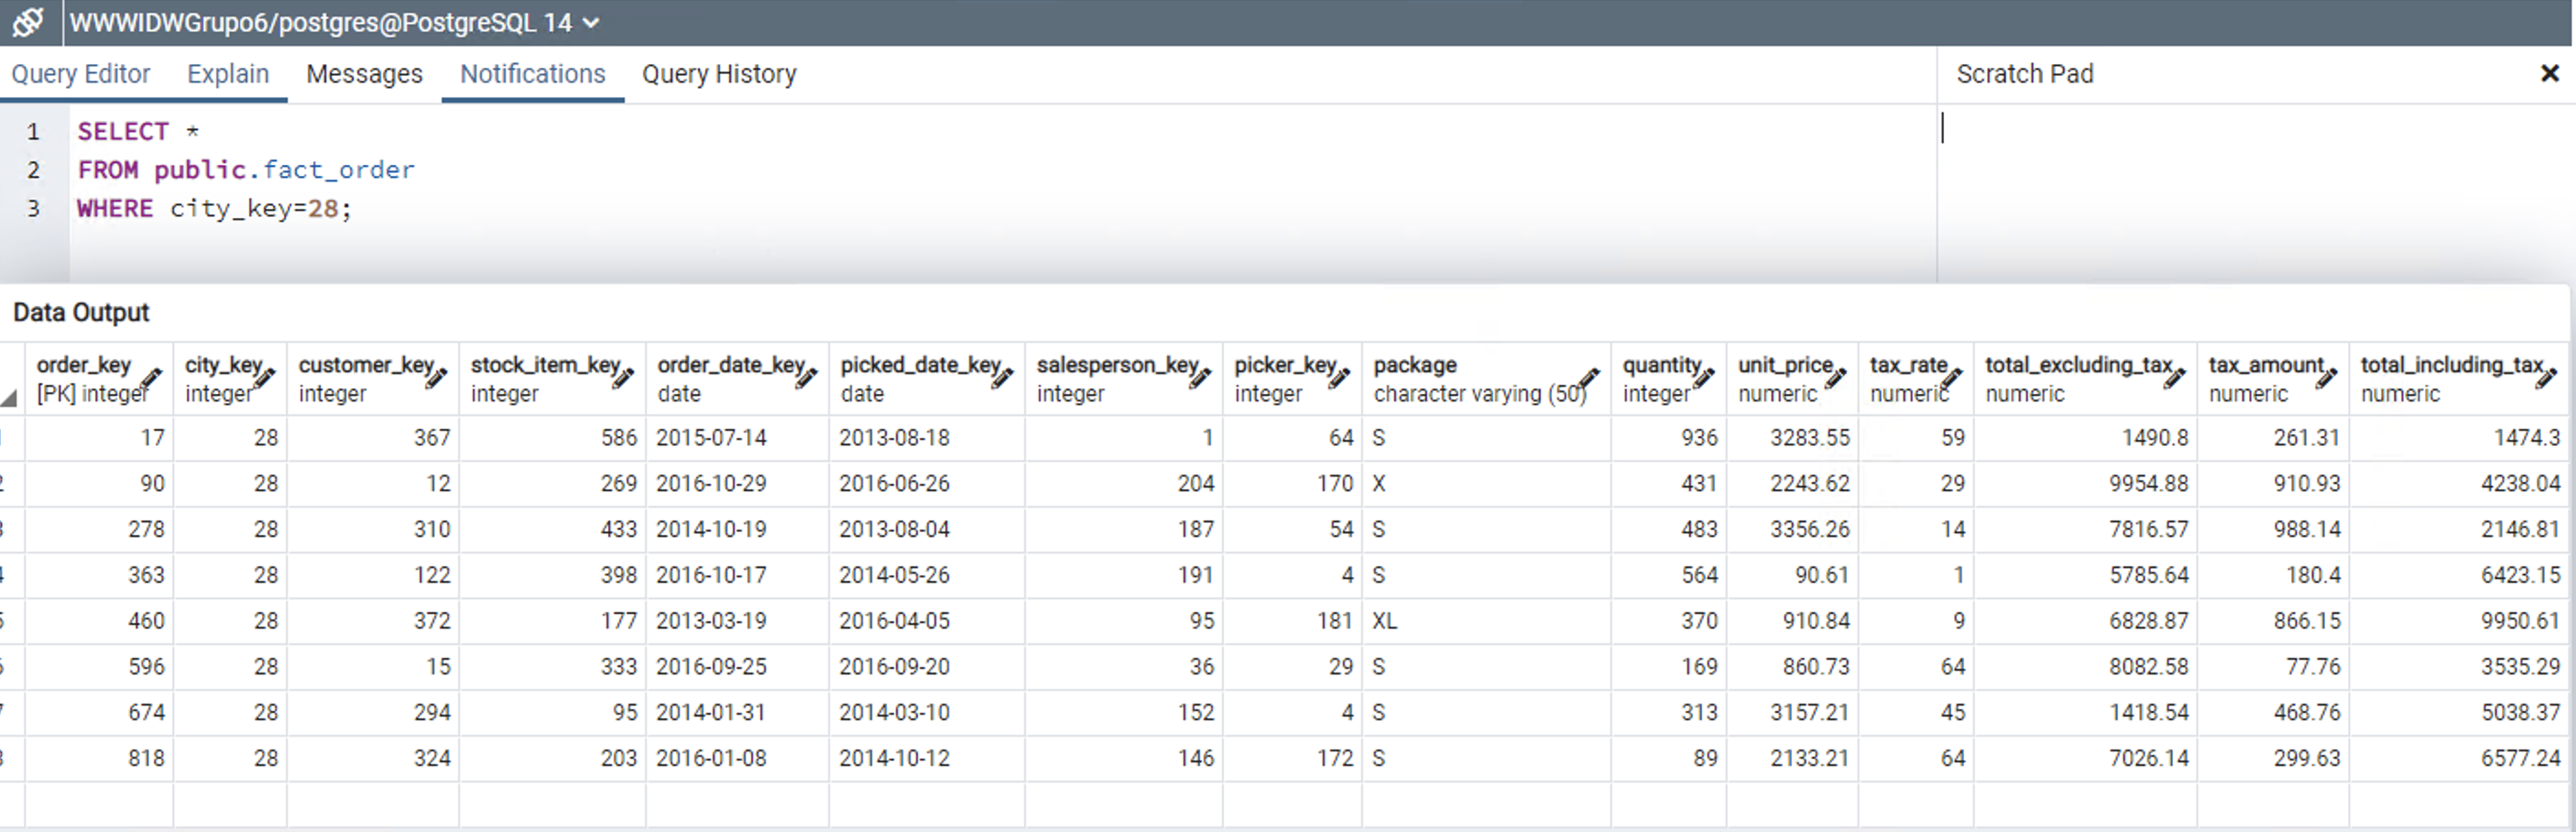 WWWIDWGrupo6/postgres@PostgreSQL 14
Query Editor Explain Messages Notifications Query History Scratch Pad
1 SELECT *
2 FROM public.fact_order
3 WHERE city_key=28;
Data Output
order_key city_key customer_key stock_item_key order_date_key picked_date_key salesperson_key picker_key package quantity unit_price tax_rate total_excluding_tax tax_amount total_including_tax
[PK] integer integer integer integer date date integer integer character varying (50) integer numeric numeric numeric numeric numeric
17 28 367 586 2015-07-14 2013-08-18 1 64 S 936 3283.55 59 1490.8 261.31 1474.3
90 28 12 269 2016-10-29 2016-06-26 204 170 X 431 2243.62 29 9954.88 910.93 4238.04
278 28 310 433 2014-10-19 2013-08-04 187 54 S 483 3356.26 14 7816.57 988.14 2146.81
363 28 122 398 2016-10-17 2014-05-26 191 4 S 564 90.61 1 5785.64 180.4 6423.15
460 28 372 177 2013-03-19 2016-04-05 95 181 XL 370 910.84 9 6828.87 866.15 9950.61
596 28 15 333 2016-09-25 2016-09-20 36 29 S 169 860.73 64 8082.58 77.76 3535.29
674 28 294 95 2014-01-31 2014-03-10 152 4 S 313 3157.21 45 1418.54 468.76 5038.37
818 28 324 203 2016-01-08 2014-10-12 146 172 S 89 2133.21 64 7026.14 299.63 6577.24